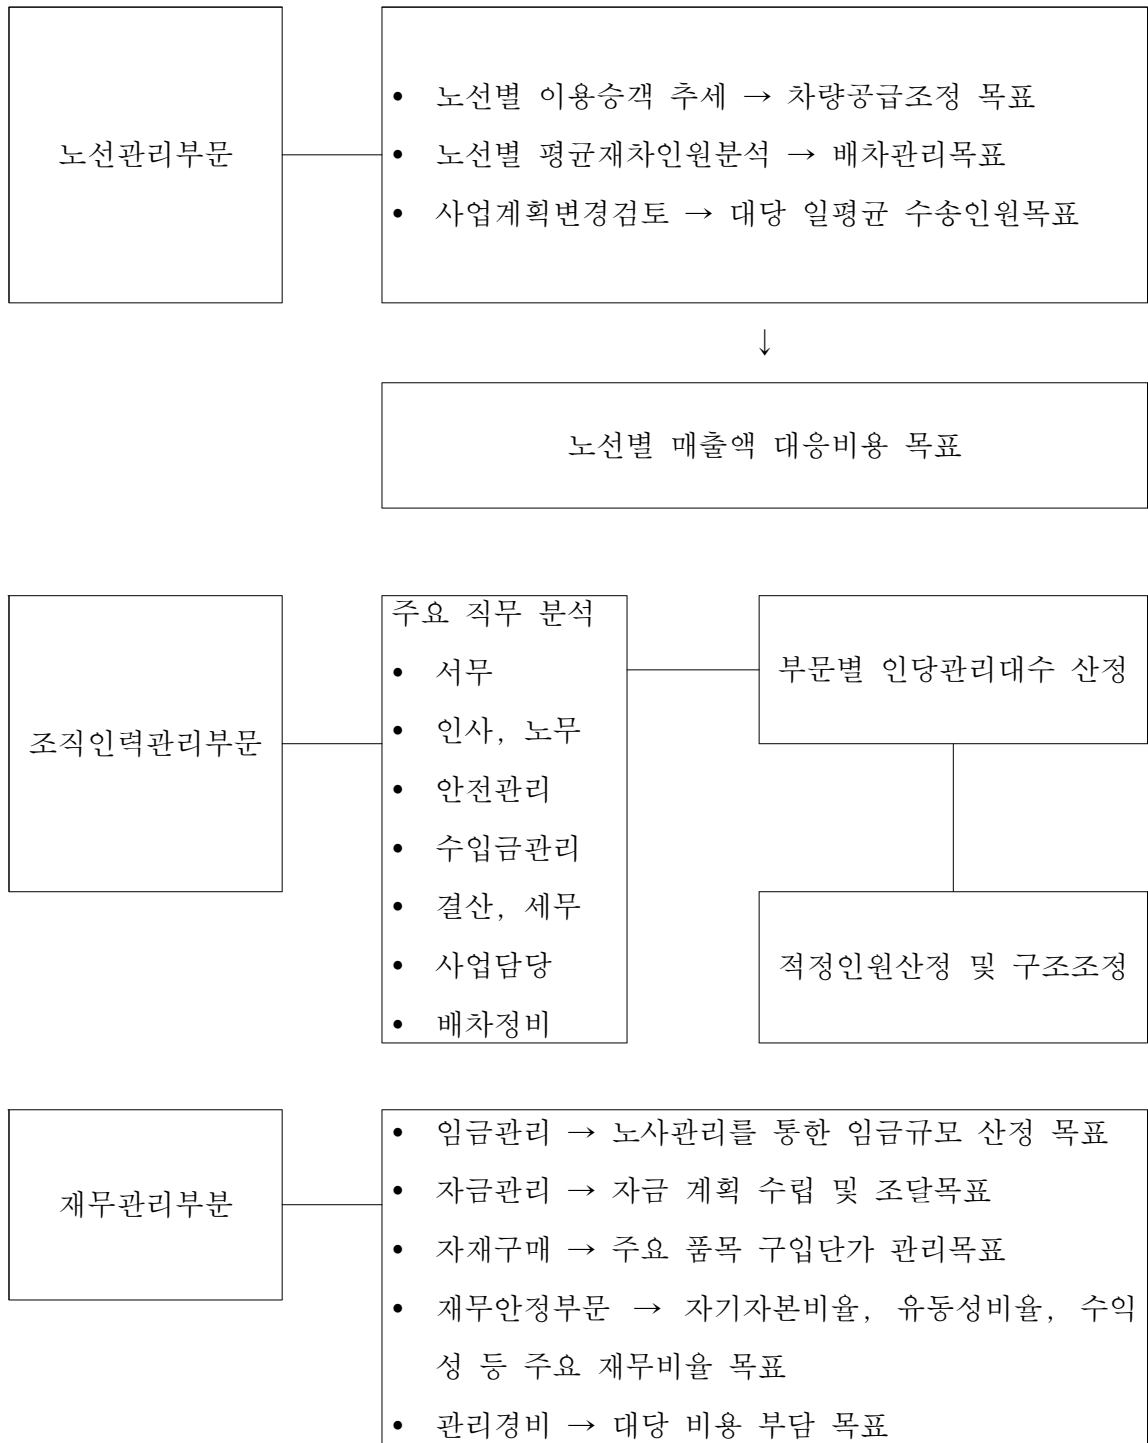 노선관리부문
• 노선별 이용승객 추세 → 차량공급조정 목표
• 노선별 평균재차인원분석 → 배차관리목표
• 사업계획변경검토 → 대당 일평균 수송인원목표
↓
노선별 매출액 대응비용 목표
조직인력관리부문
주요 직무 분석
• 서무
• 인사, 노무
• 안전관리
• 수입금관리
• 결산, 세무
• 사업담당
• 배차정비
부문별 인당관리대수 산정
적정인원산정 및 구조조정
재무관리부분
• 임금관리 → 노사관리를 통한 임금규모 산정 목표
• 자금관리 → 자금 계획 수립 및 조달목표
• 자재구매 → 주요 품목 구입단가 관리목표
• 재무안정부문 → 자기자본비율, 유동성비율, 수익
성 등 주요 재무비율 목표
• 관리경비 → 대당 비용 부담 목표